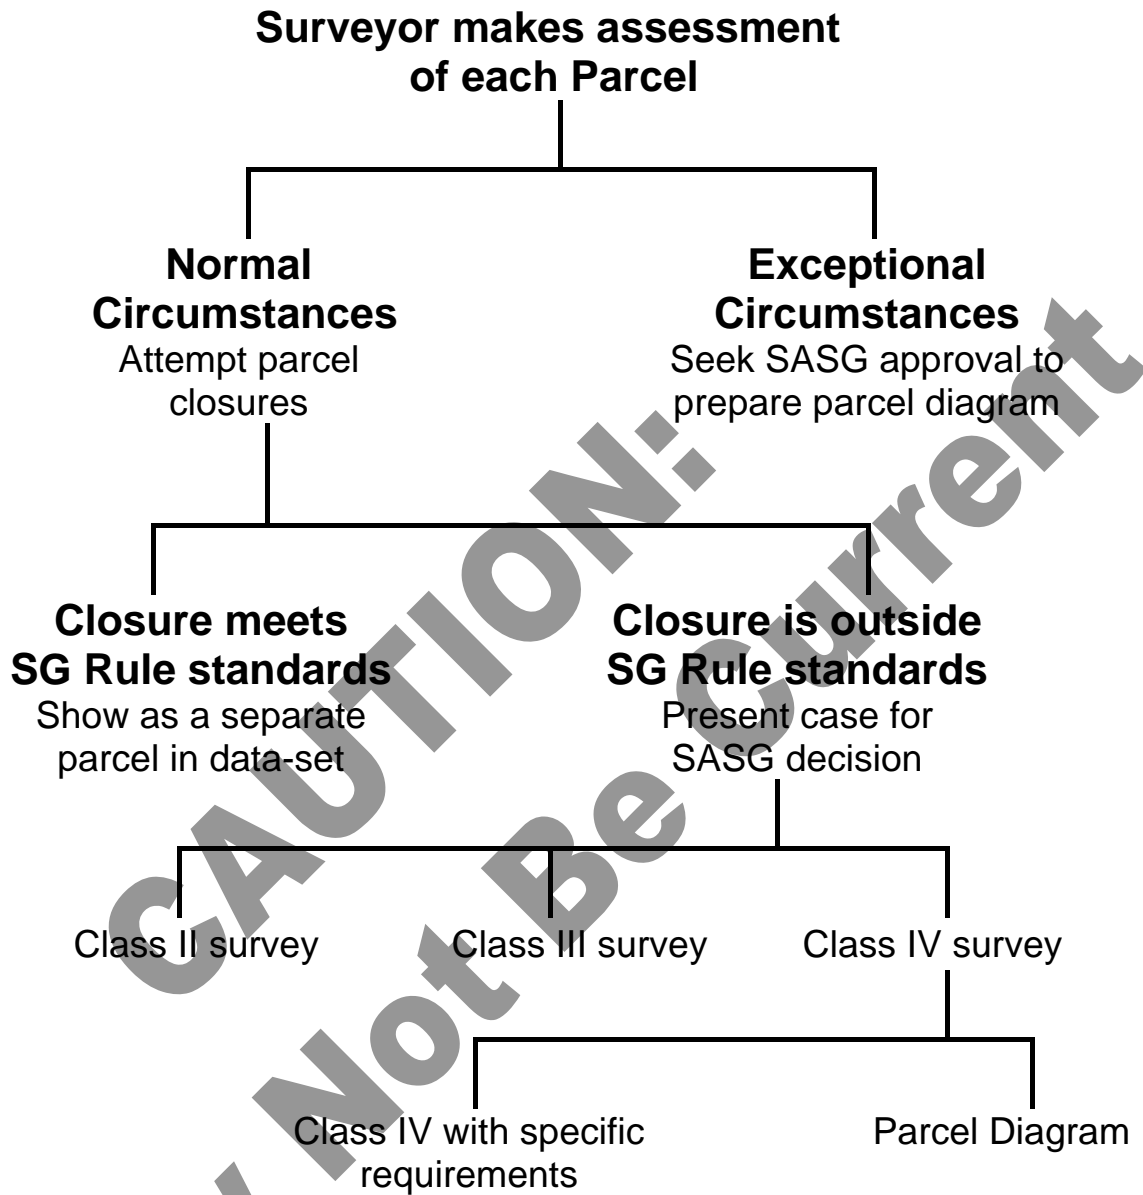 Surveyor makes assessment
of each Parcel
Normal
Circumstances
Attempt parcel
closures
Exceptional
Circumstances
Seek SASG approval to
prepare parcel diagram
Closure meets
SG Rule standards
Show as a separate
parcel in data-set
Closure is outside
SG Rule standards
Present case for
SASG decision
Class II survey
Class III survey
Class IV survey
Class IV with specific
requirements
Parcel Diagram
CAUTION:
Not Be Current